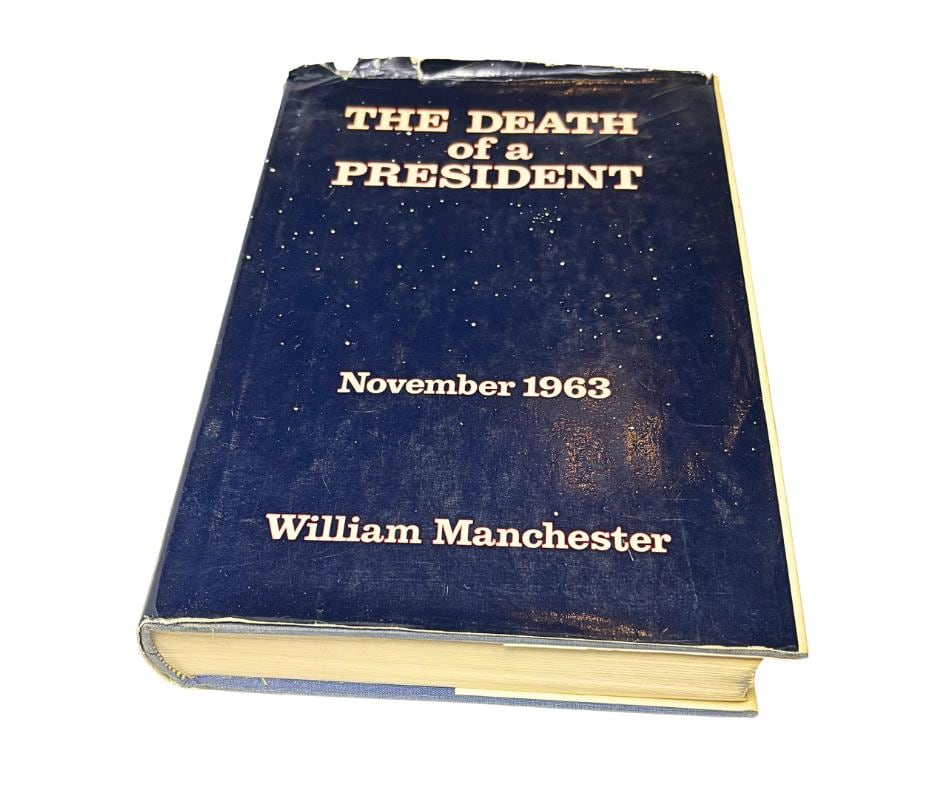 THE DEATH
of a
PRESIDENT
November 1963
William Manchester